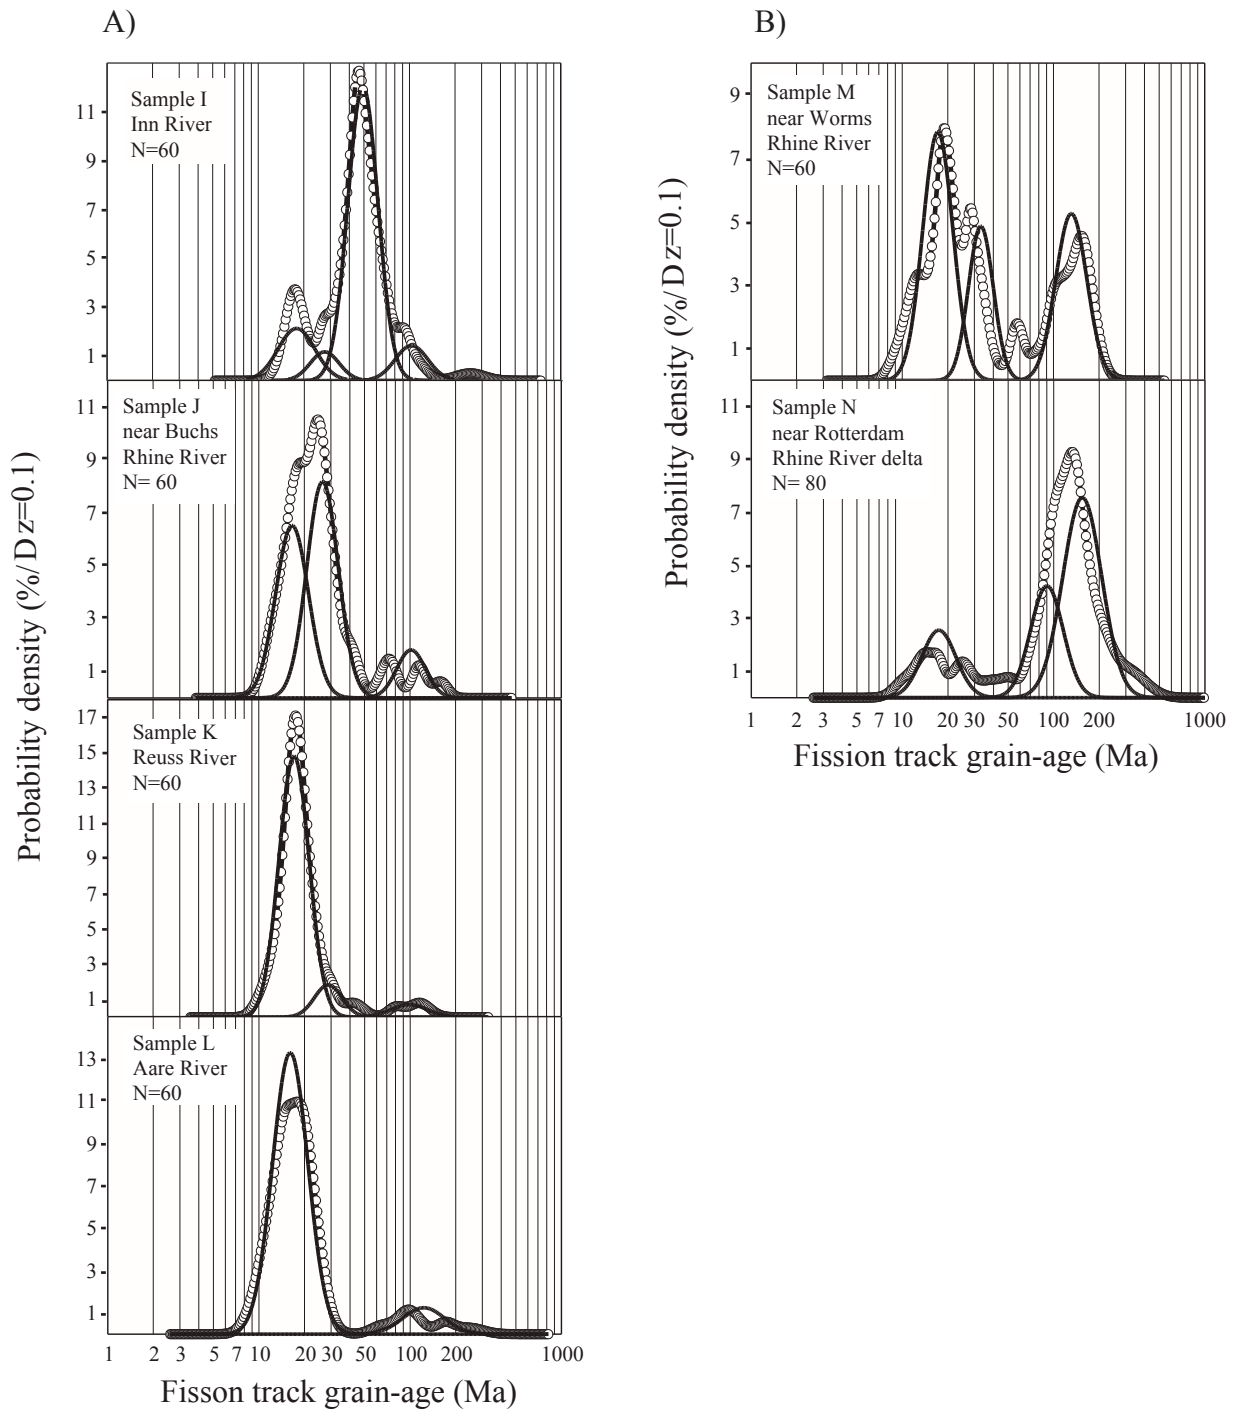 A)
Sample I
Inn River
N=60
11
9
7
5
3
1
Sample J
near Buchs
Rhine River
N= 60
11
9
7
5
3
1
Sample K
Reuss River
N=60
17
15
13
11
9
7
5
3
1
Sample L
Aare River
N=60
13
11
9
7
5
3
1
Probability density (%/D z=0.1)
1 2 3 5 7 10 20 30 50 100 200 1000
Fisson track grain-age (Ma)
B)
Sample M
near Worms
Rhine River
N=60
9
7
5
3
1
Sample N
near Rotterdam
Rhine River delta
N= 80
11
9
7
5
3
1
Probability density (%/D z=0.1)
1 2 3 5 7 10 20 30 50 100 200 1000
Fission track grain-age (Ma)